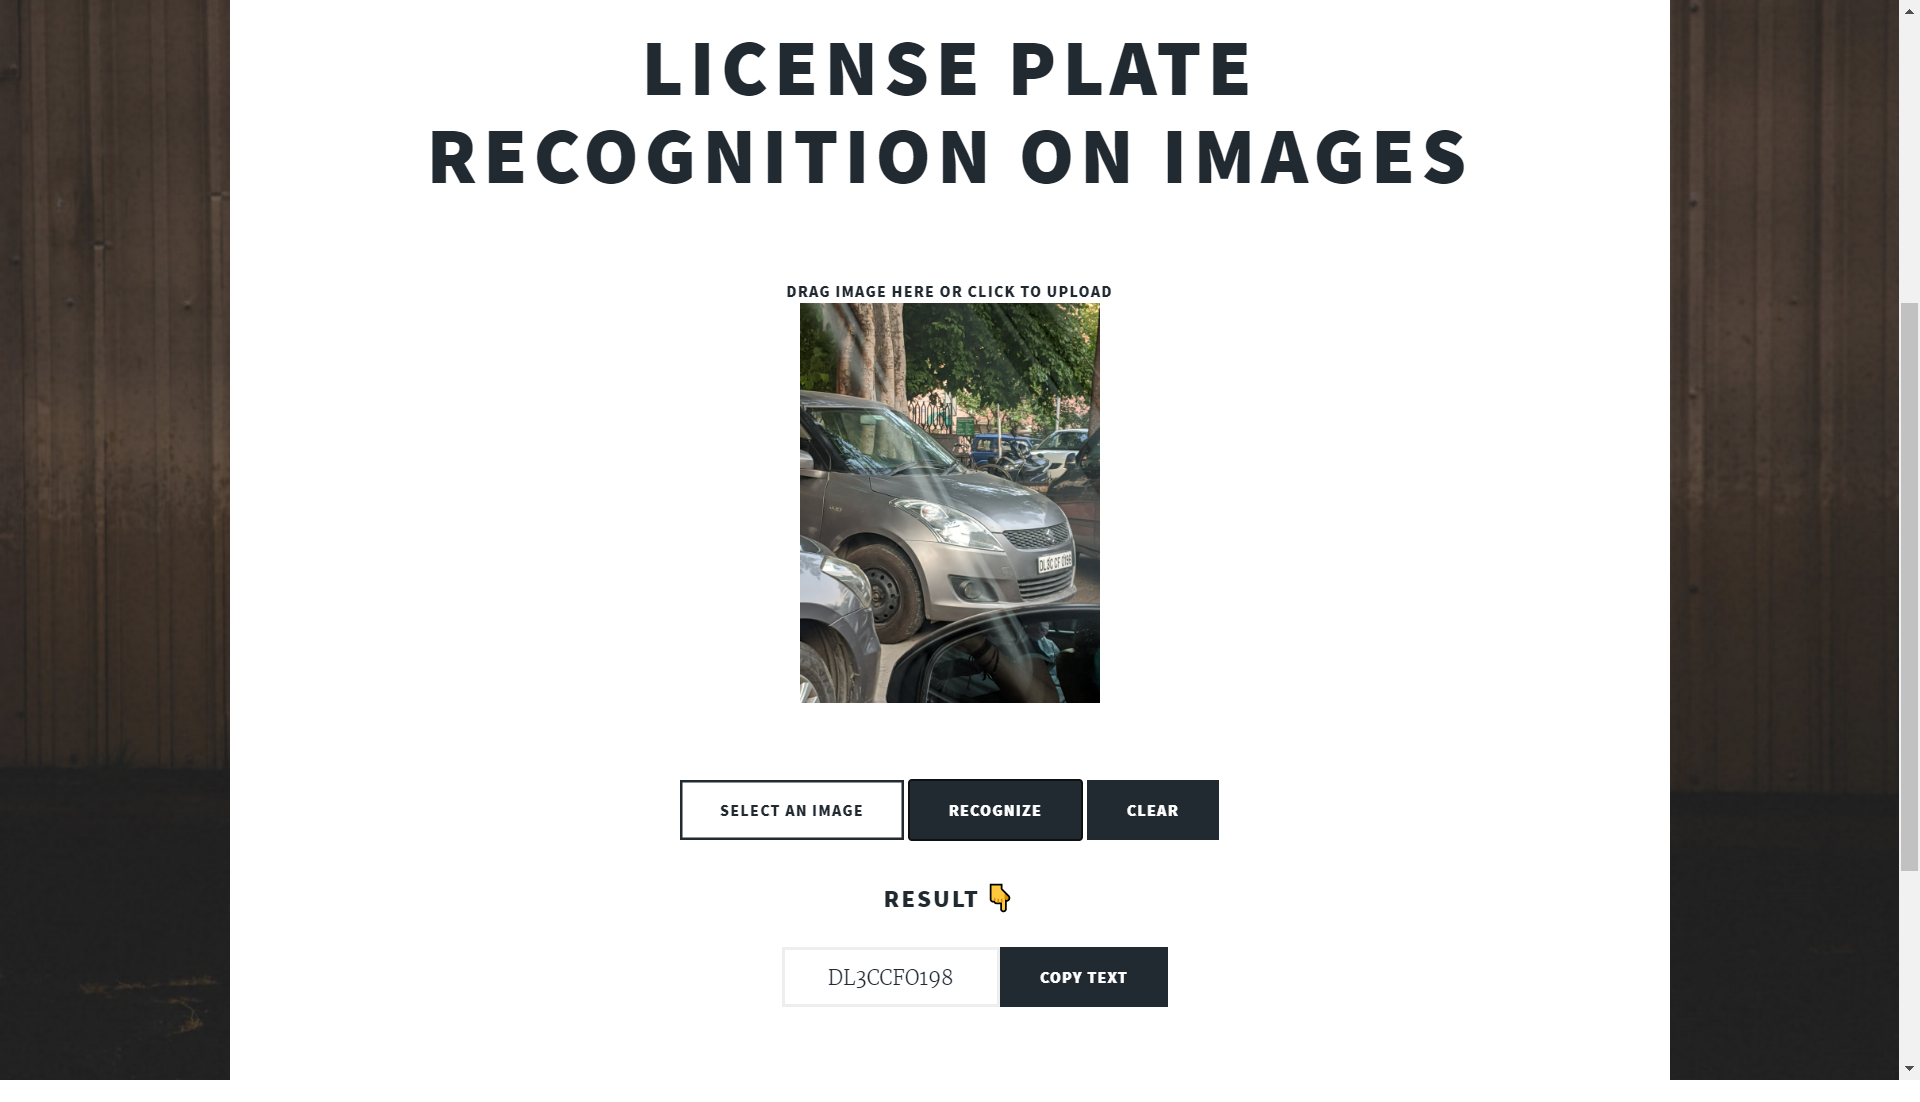 LICENSE PLATE
RECOGNITION ON IMAGES
DRAG IMAGE HERE OR CLICK TO UPLOAD
DL3C CF 0198
SELECT AN IMAGE
RECOGNIZE
CLEAR
RESULT 👇
DL3CCFO198
COPY TEXT